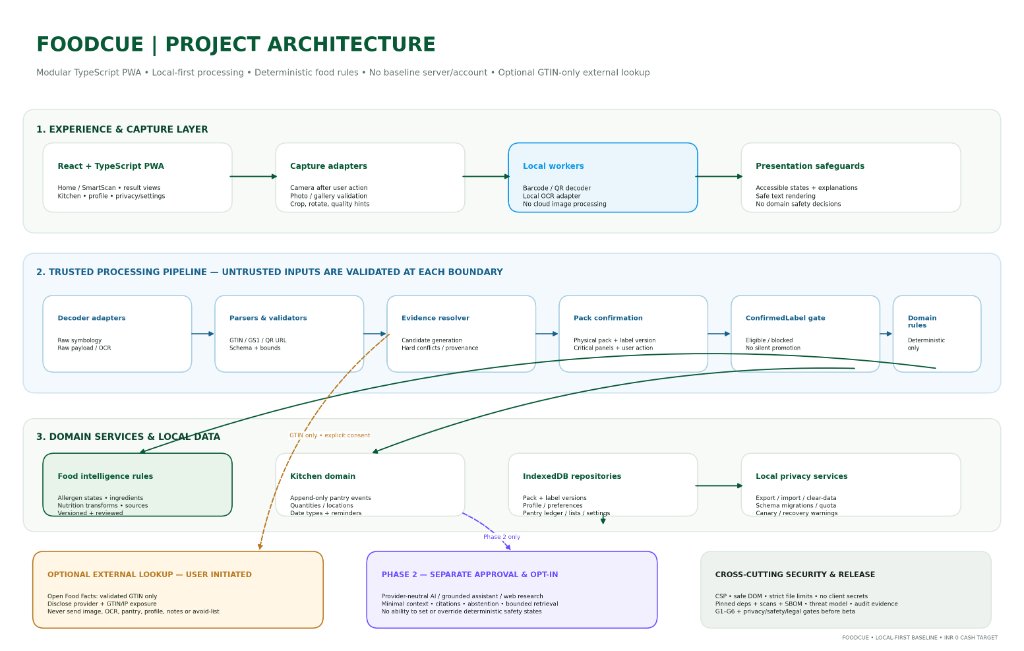 FOODCUE | PROJECT ARCHITECTURE
Modular TypeScript PWA • Local-first processing • Deterministic food rules • No baseline server/account • Optional GTIN-only external lookup
1. EXPERIENCE & CAPTURE LAYER
React + TypeScript PWA
Home / SmartScan • result views
Kitchen • profile • privacy/settings
Capture adapters
Camera after user action
Photo / gallery validation
Crop, rotate, quality hints
Local workers
Barcode / QR decoder
Local OCR adapter
No cloud image processing
Presentation safeguards
Accessible states + explanations
Safe text rendering
No domain safety decisions
2. TRUSTED PROCESSING PIPELINE — UNTRUSTED INPUTS ARE VALIDATED AT EACH BOUNDARY
Decoder adapters
Raw symbology
Raw payload / OCR
Parsers & validators
GTIN / GS1 / QR URL
Schema + bounds
Evidence resolver
Candidate generation
Hard conflicts / provenance
Pack confirmation
Physical pack + label version
Critical panels + user action
ConfirmedLabel gate
Eligible / blocked
No silent promotion
Domain
rules
Deterministic
only
3. DOMAIN SERVICES & LOCAL DATA
GTIN only • explicit consent
Food intelligence rules
Allergen states • ingredients
Nutrition transforms • sources
Versioned + reviewed
Kitchen domain
Append-only pantry events
Quantities / locations
Date types + reminders
IndexedDB repositories
Pack + label versions
Profile / preferences
Pantry ledger / lists / settings
Local privacy services
Export / import / clear-data
Schema migrations / quota
Canary / recovery warnings
Phase 2 only
OPTIONAL EXTERNAL LOOKUP — USER INITIATED
Open Food Facts: validated GTIN only
Disclose provider + GTIN/IP exposure
Never send image, OCR, pantry, profile, notes or avoid-list
PHASE 2 — SEPARATE APPROVAL & OPT-IN
Provider-neutral AI / grounded assistant / web research
Minimal context • citations • abstention • bounded retrieval
No ability to set or override deterministic safety states
CROSS-CUTTING SECURITY & RELEASE
CSP • safe DOM • strict file limits • no client secrets
Pinned deps + scans + SBOM • threat model • audit evidence
G1–G6 + privacy/safety/legal gates before beta
FOODCUE • LOCAL-FIRST BASELINE • INR 0 CASH TARGET